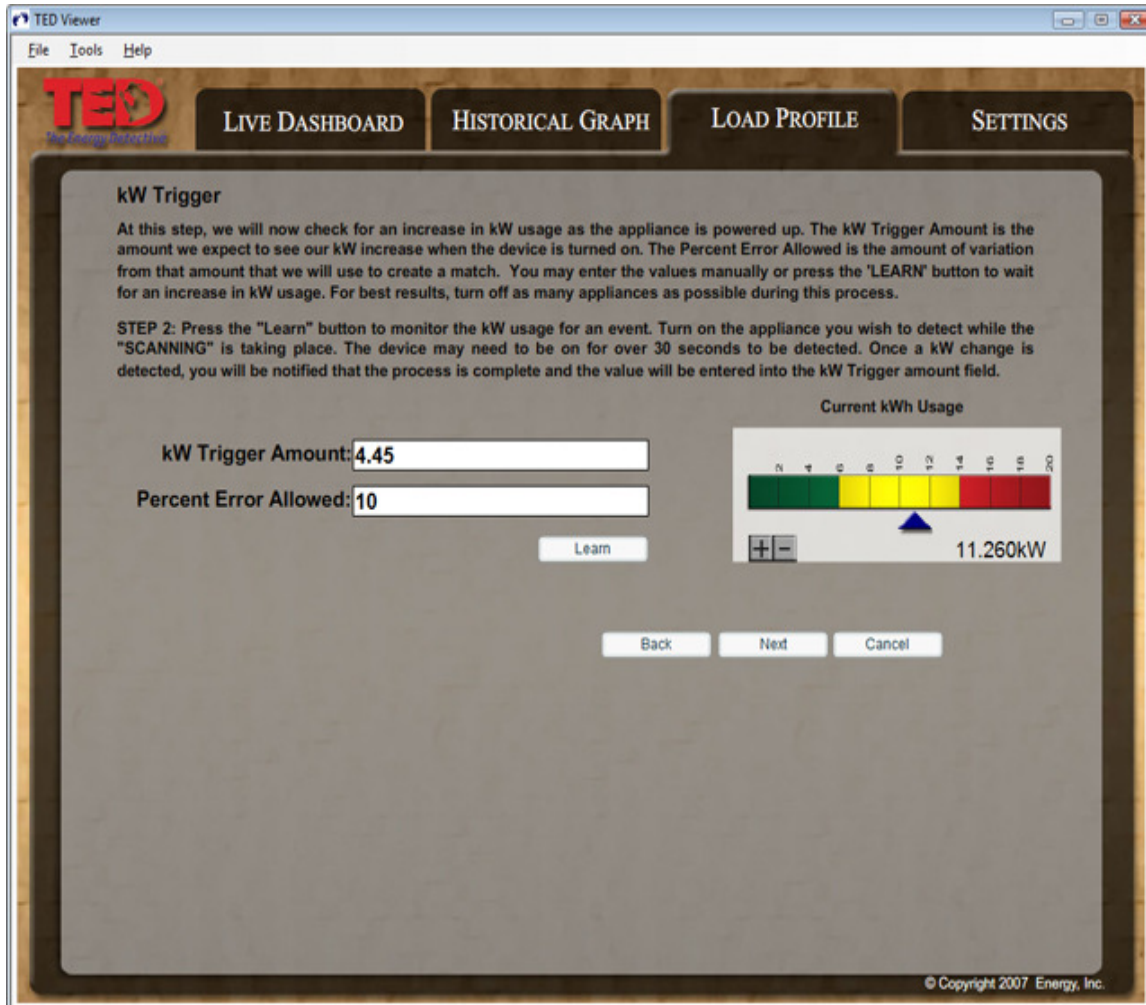 TED Viewer
File Tools Help
TED
The Energy Detective
LIVE DASHBOARD
HISTORICAL GRAPH
LOAD PROFILE
SETTINGS
kW Trigger
At this step, we will now check for an increase in kW usage as the appliance is powered up. The kW Trigger Amount is the
amount we expect to see our kW increase when the device is turned on. The Percent Error Allowed is the amount of variation
from that amount that we will use to create a match. You may enter the values manually or press the 'LEARN' button to wait
for an increase in kW usage. For best results, turn off as many appliances as possible during this process.
STEP 2: Press the "Learn" button to monitor the kW usage for an event. Turn on the appliance you wish to detect while the
"SCANNING" is taking place. The device may need to be on for over 30 seconds to be detected. Once a kW change is
detected, you will be notified that the process is complete and the value will be entered into the kW Trigger amount field.
Current kWh Usage
kW Trigger Amount: 4.45
2 4 6 8 10 12 14 16 18 20
Percent Error Allowed: 10
Learn
+ - 11.260kW
Back Next Cancel
© Copyright 2007 Energy, Inc.